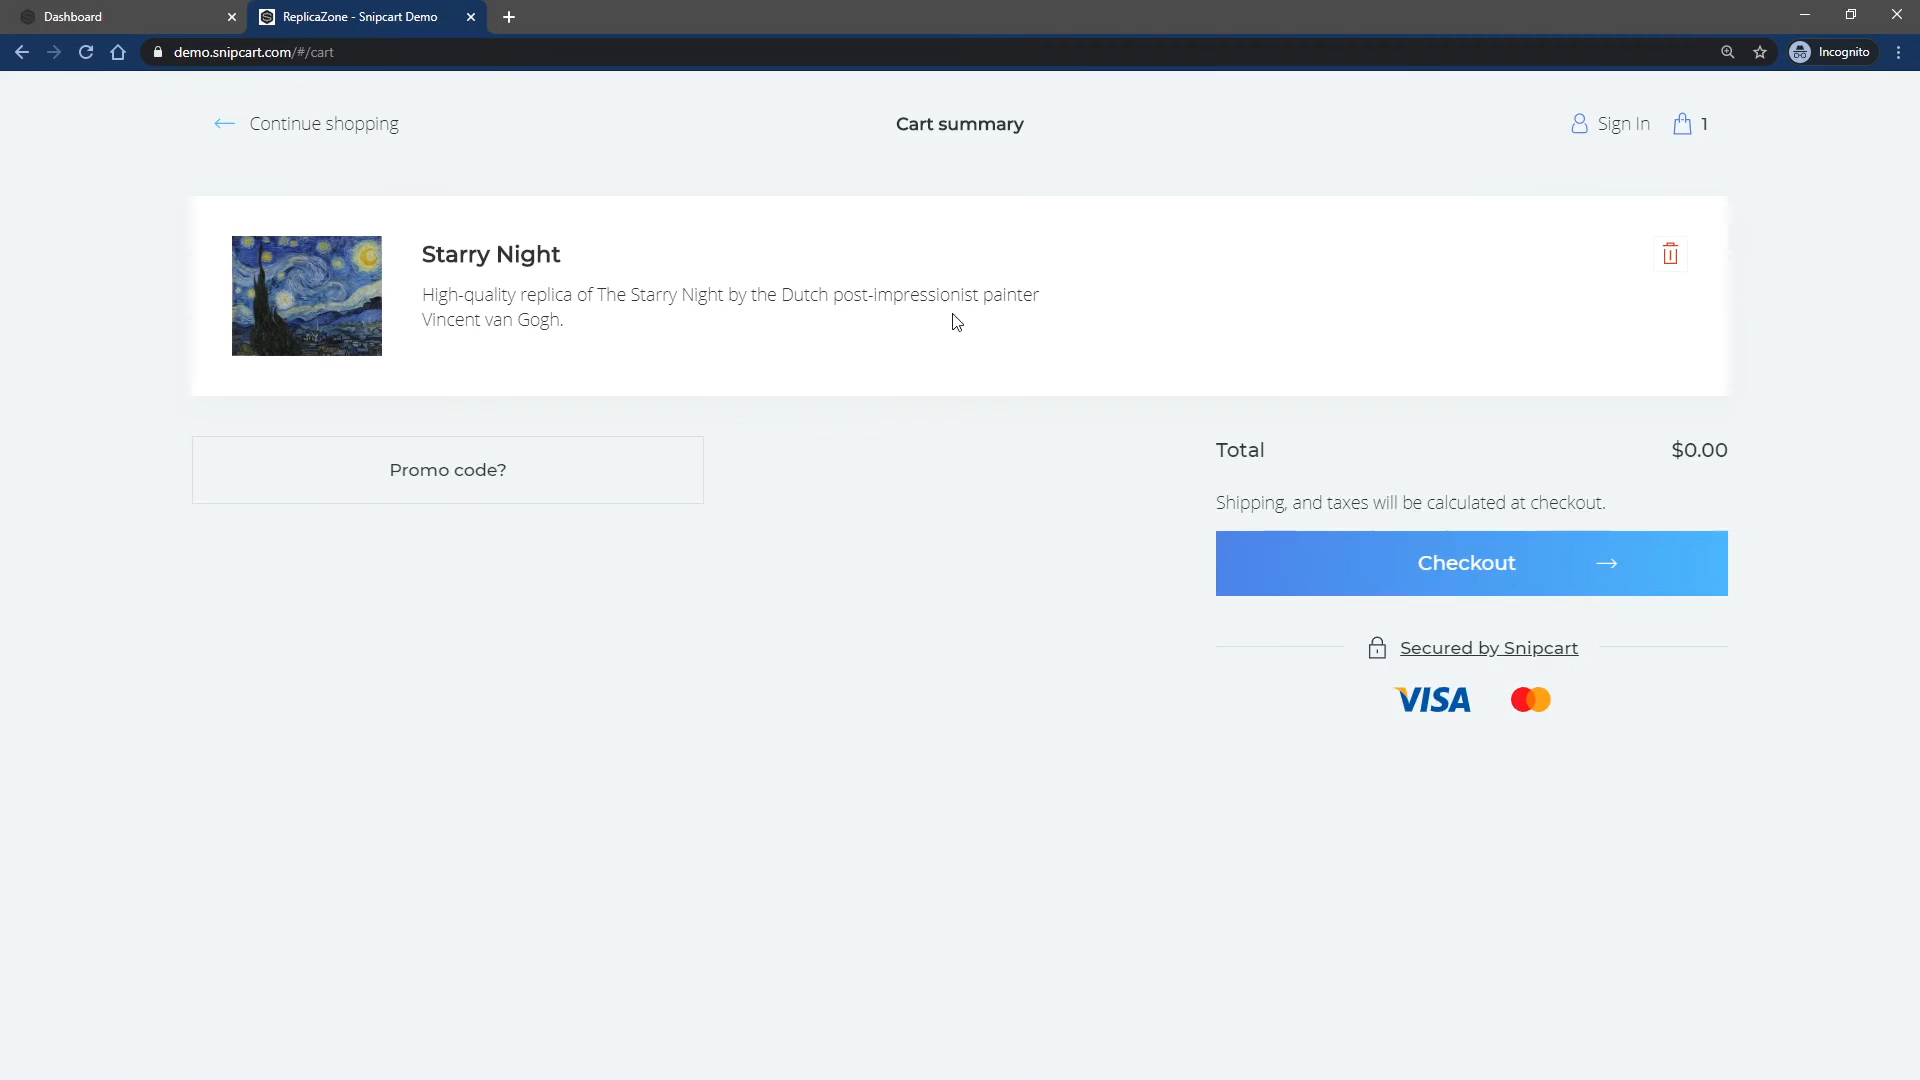 Dashboard
ReplicaZone - Snipcart Demo
demo.snipcart.com/#/cart
Incognito
Continue shopping
Cart summary
Sign In
1
Starry Night
High-quality replica of The Starry Night by the Dutch post-impressionist painter
Vincent van Gogh.
Promo code?
Total
$0.00
Shipping, and taxes will be calculated at checkout.
Checkout
Secured by Snipcart
VISA